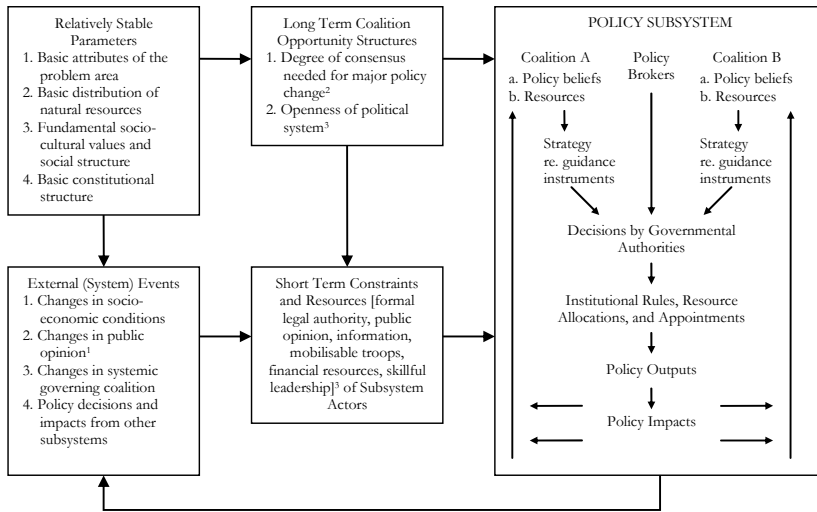 Relatively Stable
Parameters
1. Basic attributes of the
problem area
2. Basic distribution of
natural resources
3. Fundamental socio-
cultural values and
social structure
4. Basic constitutional
structure
Long Term Coalition
Opportunity Structures
1. Degree of consensus
needed for major policy
change²
2. Openness of political
system³
External (System) Events
1. Changes in socio-
economic conditions
2. Changes in public
opinion¹
3. Changes in systemic
governing coalition
4. Policy decisions and
impacts from other
subsystems
Short Term Constraints
and Resources [formal
legal authority, public
opinion, information,
mobilisable troops,
financial resources, skillful
leadership]³ of Subsystem
Actors
POLICY SUBSYSTEM
Coalition A
a. Policy beliefs
b. Resources
Policy
Brokers
Coalition B
a. Policy beliefs
b. Resources
Strategy
re. guidance
instruments
Strategy
re. guidance
instruments
Decisions by Governmental
Authorities
Institutional Rules, Resource
Allocations, and Appointments
Policy Outputs
Policy Impacts